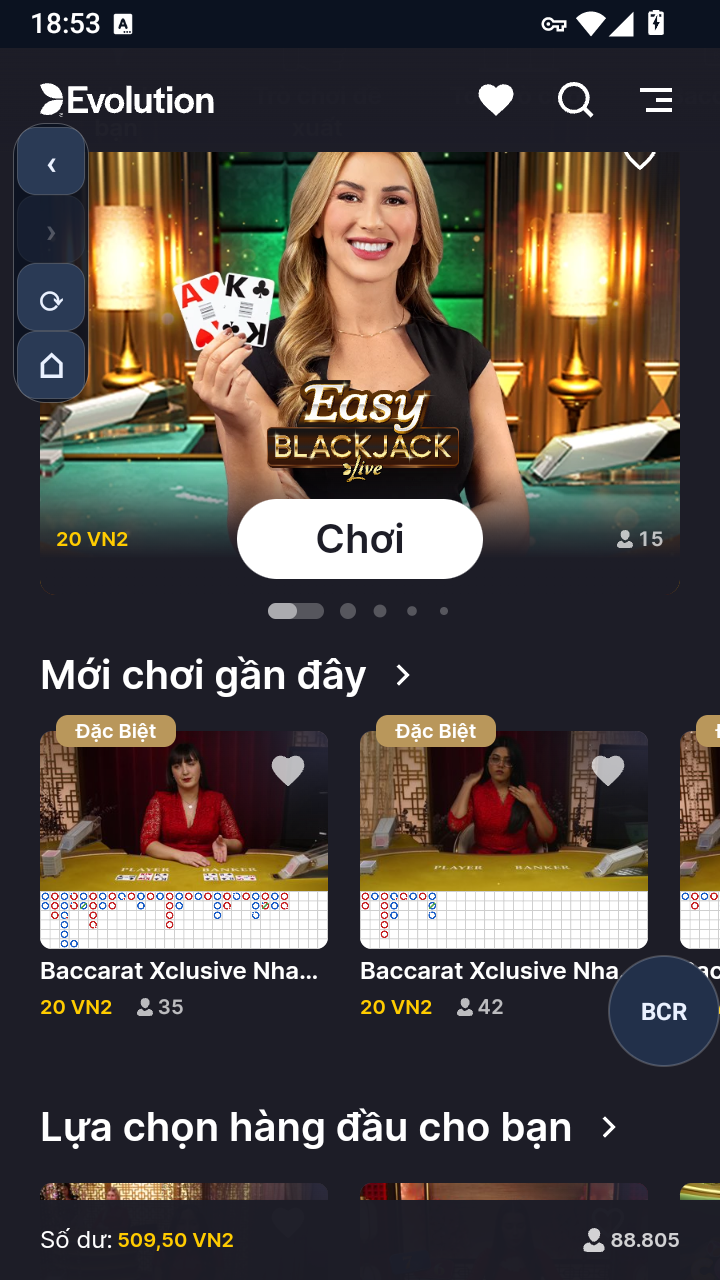 18:53
Evolution
Easy
BLACKJACK
Live
20 VN2
Chơi
15
Mới chơi gần đây
Đặc Biệt
Đặc Biệt
PLAYER BANKER
PLAYER BANKER
Baccarat Xclusive Nha...
Baccarat Xclusive Nha
20 VN2 35
20 VN2 42
BCR
Lựa chọn hàng đầu cho bạn
Số dư: 509,50 VN2
88.805